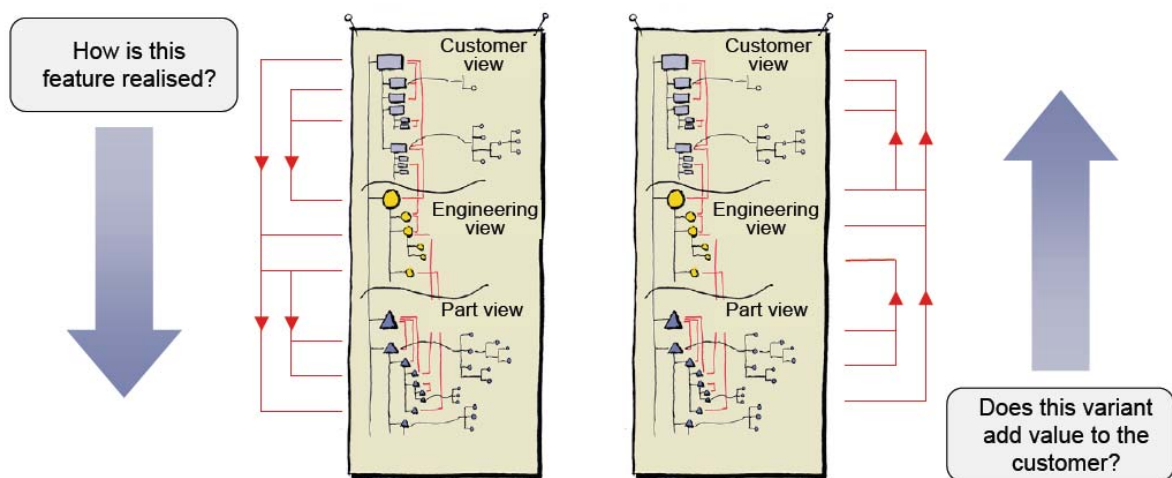 How is this
feature realised?
Customer
view
Engineering
view
Part view
Customer
view
Engineering
view
Part view
Does this variant
add value to the
customer?